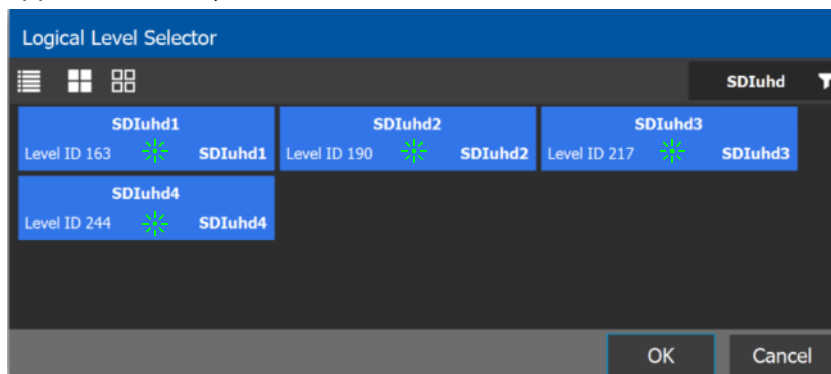 Logical Level Selector
SDIuhd
SDIuhd1
Level ID 163 SDIuhd1
SDIuhd2
Level ID 190 SDIuhd2
SDIuhd3
Level ID 217 SDIuhd3
SDIuhd4
Level ID 244 SDIuhd4
OK
Cancel